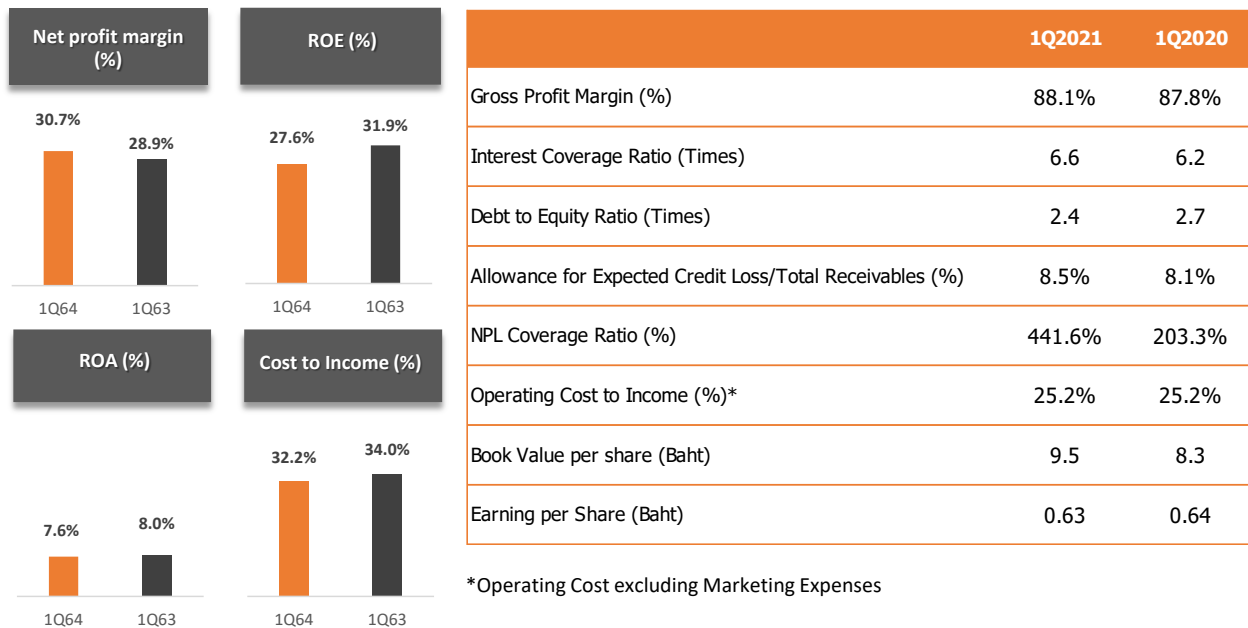 Net profit margin
(%)
30.7%
28.9%
1Q64
1Q63
ROE (%)
27.6%
31.9%
1Q64
1Q63
ROA (%)
7.6%
8.0%
1Q64
1Q63
Cost to Income (%)
32.2%
34.0%
1Q64
1Q63
1Q2021 1Q2020
Gross Profit Margin (%) 88.1% 87.8%
Interest Coverage Ratio (Times) 6.6 6.2
Debt to Equity Ratio (Times) 2.4 2.7
Allowance for Expected Credit Loss/Total Receivables (%) 8.5% 8.1%
NPL Coverage Ratio (%) 441.6% 203.3%
Operating Cost to Income (%)* 25.2% 25.2%
Book Value per share (Baht) 9.5 8.3
Earning per Share (Baht) 0.63 0.64
*Operating Cost excluding Marketing Expenses